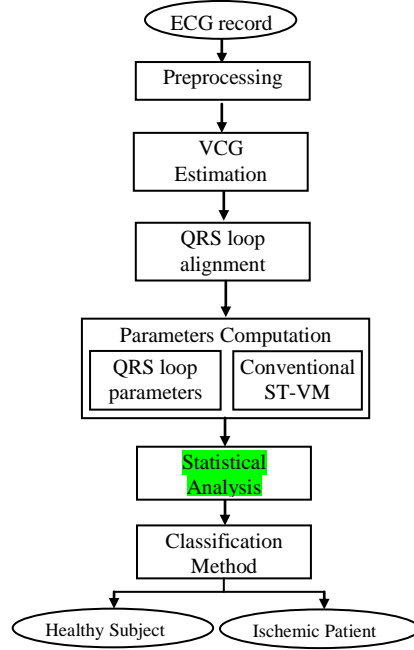 ECG record
Preprocessing
VCG
Estimation
QRS loop
alignment
Parameters Computation
QRS loop
parameters
Conventional
ST-VM
Statistical
Analysis
Classification
Method
Healthy Subject
Ischemic Patient